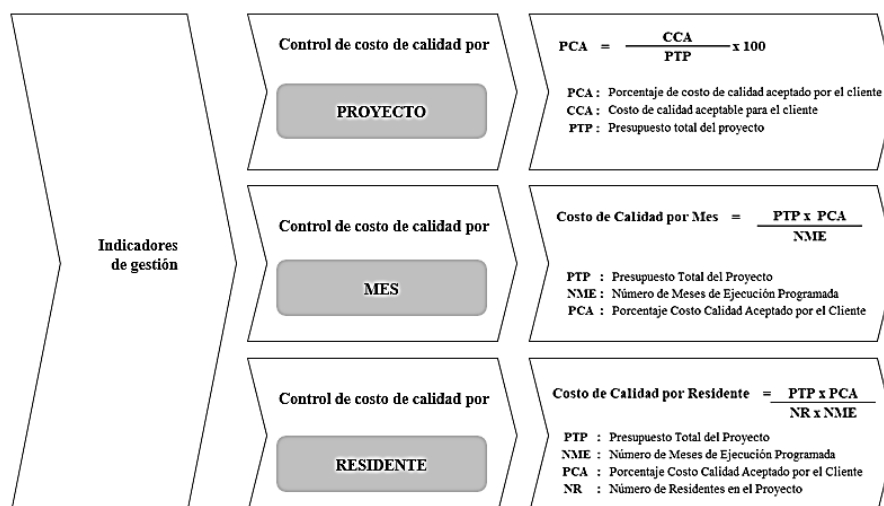 Indicadores
de gestión
Control de costo de calidad por
PROYECTO
PCA = CCA / PTP x 100
PCA : Porcentaje de costo de calidad aceptado por el cliente
CCA : Costo de calidad aceptable para el cliente
PTP : Presupuesto total del proyecto
Control de costo de calidad por
MES
Costo de Calidad por Mes = PTP x PCA
NME
PTP : Presupuesto Total del Proyecto
NME : Número de Meses de Ejecución Programada
PCA : Porcentaje Costo Calidad Aceptado por el Cliente
Control de costo de calidad por
RESIDENTE
Costo de Calidad por Residente = PTP x PCA
NR x NME
PTP : Presupuesto Total del Proyecto
NME : Número de Meses de Ejecución Programada
PCA : Porcentaje Costo Calidad Aceptado por el Cliente
NR : Número de Residentes en el Proyecto